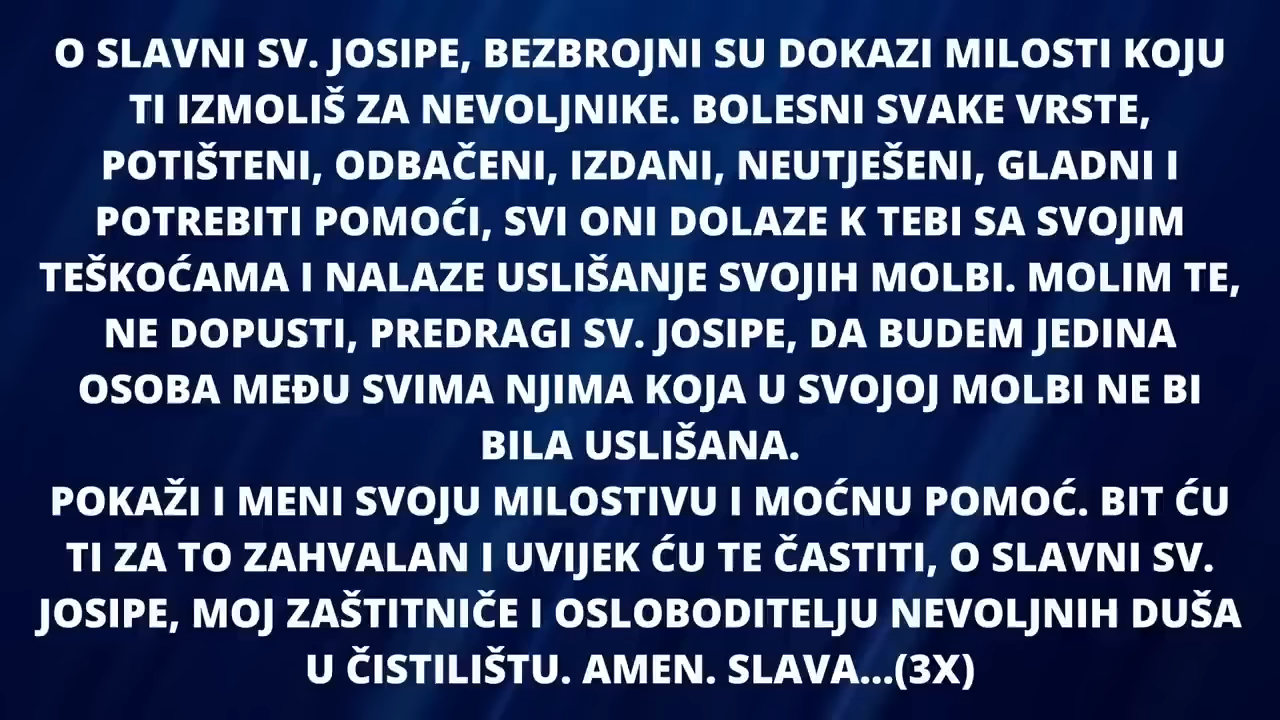 O SLAVNI SV. JOSIPE, BEZBROJNI SU DOKAZI MILOSTI KOJU
TI IZMOLIŠ ZA NEVOLJNIKE. BOLESNI SVAKE VRSTE,
POTIŠTENI, ODBAČENI, IZDANI, NEUTJEŠENI, GLADNI I
POTREBITI POMOĆI, SVI ONI DOLAZE K TEBI SA SVOJIM
TEŠKOĆAMA I NALAZE USLIŠANJE SVOJIH MOLBI. MOLIM TE,
NE DOPUSTI, PREDRAGI SV. JOSIPE, DA BUDEM JEDINA
OSOBA MEĐU SVIMA NJIMA KOJA U SVOJOJ MOLBI NE BI
BILA USLIŠANA.
POKAŽI I MENI SVOJU MILOSTIVU I MOĆNU POMOĆ. BIT ĆU
TI ZA TO ZAHVALAN I UVIJEK ĆU TE ČASTITI, O SLAVNI SV.
JOSIPE, MOJ ZAŠTITNIČE I OSLOBODITELJU NEVOLJNIH DUŠA
U ČISTILIŠTU. AMEN. SLAVA...(3X)